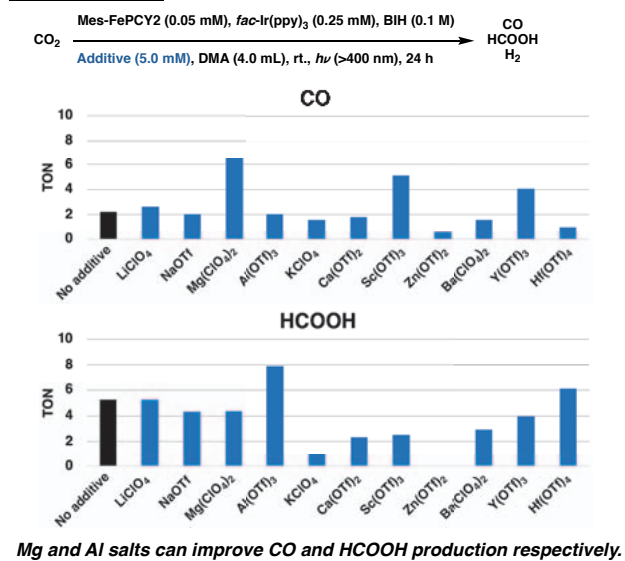 Mes-FePCY2 (0.05 mM), fac-Ir(ppy)₃ (0.25 mM), BIH (0.1 M)
CO₂
Additive (5.0 mM), DMA (4.0 mL), rt., hν (>400 nm), 24 h
CO
HCOOH
H₂
CO
TON
10
8
6
4
2
0
No additive
LiClO₄
NaOTf
Mg(ClO₄)₂
Al(OTf)₃
KClO₄
Ca(OTf)₂
Sc(OTf)₃
Zn(OTf)₂
Ba(ClO₄)₂
Y(OTf)₃
Hf(OTf)₄
HCOOH
TON
10
8
6
4
2
0
No additive
LiClO₄
NaOTf
Mg(ClO₄)₂
Al(OTf)₃
KClO₄
Ca(OTf)₂
Sc(OTf)₃
Zn(OTf)₂
Ba(ClO₄)₂
Y(OTf)₃
Hf(OTf)₄
Mg and Al salts can improve CO and HCOOH production respectively.